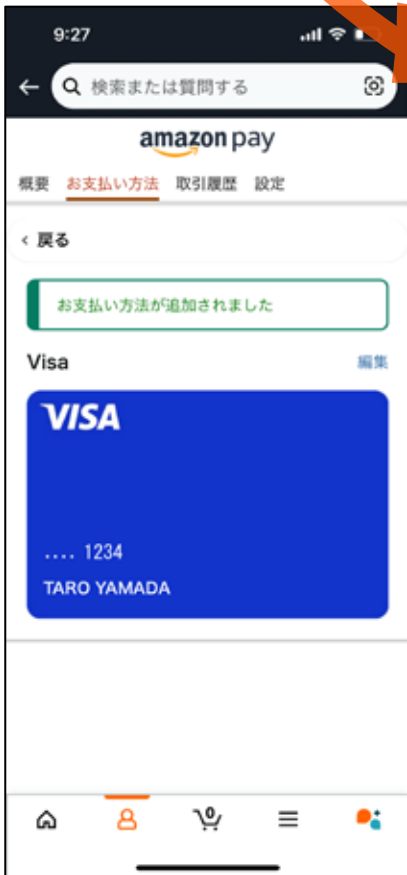 9:27
検索または質問する
amazon pay
概要 お支払い方法 取引履歴 設定
< 戻る
お支払い方法が追加されました
Visa 編集
VISA
.... 1234
TARO YAMADA
0